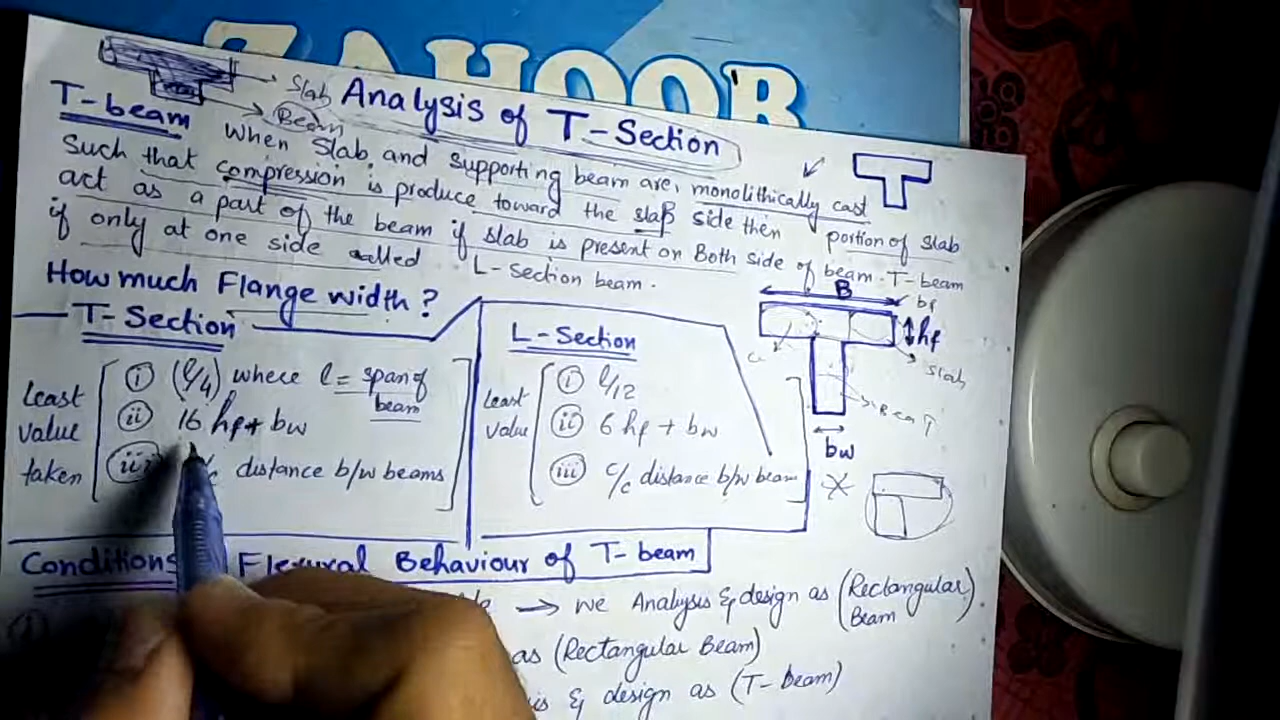 ZAHOOR
Slab
Beam
Analysis of T-Section
T-beam
When Slab and supporting beam are, monolithically cast
Such that compression is produce toward the slab side then portion of slab
act as a part of the beam if slab is present on Both side of beam. T-beam
if only at one side called L-section beam.
How much Flange width?
B
bf
hf
Slab
bw
T-Section
Least value taken
(i) (l/4) where l = span of beam
(ii) 16 hf + bw
distance b/w beams
L-Section
Least value
(i) l/12
(ii) 6 hf + bw
(iii) c/c distance b/w beam
Conditions Flexural Behaviour of T-beam
→ we Analysis & design as (Rectangular Beam)
as (Rectangular Beam)
& design as (T-beam)